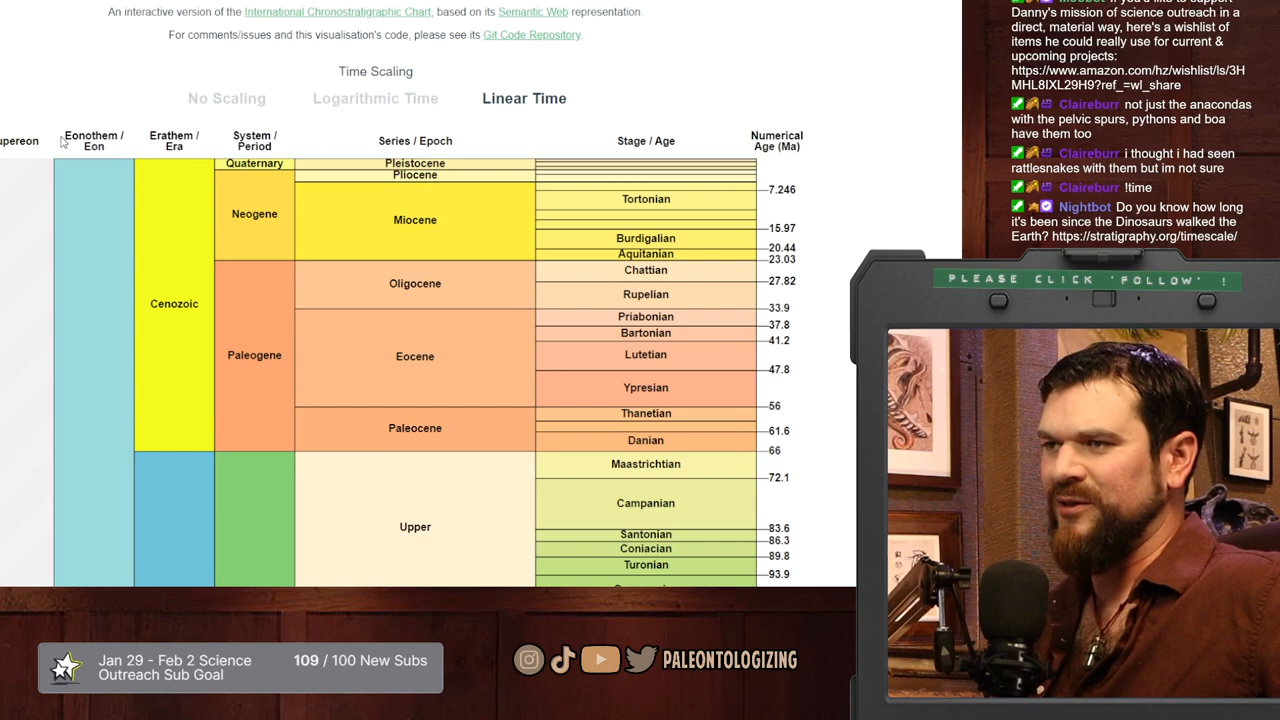 An interactive version of the International Chronostratigraphic Chart, based on its Semantic Web representation.
For comments/issues and this visualisation's code, please see its Git Code Repository.
Time Scaling
No Scaling
Logarithmic Time
Linear Time
upereon
Eonothem /
Eon
Erathem /
Era
System /
Period
Series / Epoch
Stage / Age
Numerical
Age (Ma)
Quaternary
Pleistocene
Pliocene
7.246
Tortonian
Neogene
Miocene
15.97
Burdigalian
20.44
Aquitanian
23.03
Chattian
27.82
Oligocene
Rupelian
Cenozoic
33.9
Priabonian
37.8
Bartonian
41.2
Paleogene
Eocene
Lutetian
47.8
Ypresian
56
Thanetian
Paleocene
61.6
Danian
66
Maastrichtian
72.1
Campanian
Upper
83.6
Santonian
86.3
Coniacian
89.8
Turonian
93.9
Danny's mission of science outreach in a
direct, material way, here's a wishlist of
items he could really use for current &
upcoming projects:
https://www.amazon.com/hz/wishlist/ls/3H
MHL8IXL29H9?ref_=wl_share
Claireburr not just the anacondas
with the pelvic spurs, pythons and boa
have them too
Claireburr i thought i had seen
rattlesnakes with them but im not sure
Claireburr !time
Nightbot Do you know how long
it's been since the Dinosaurs walked the
Earth? https://stratigraphy.org/timescale/
PLEASE CLICK 'FOLLOW' !
Jan 29 - Feb 2 Science
Outreach Sub Goal
109 / 100 New Subs
PALEONTOLOGIZING